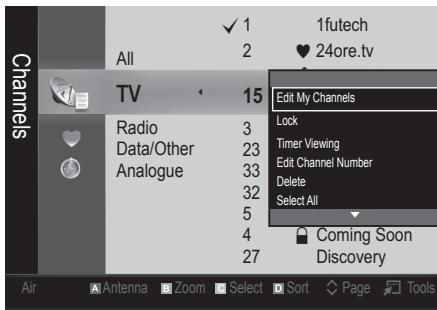 Channels
All
TV
Radio
Data/Other
Analogue
1 1futech
2 24ore.tv
15
3
23
33
32
5
4 Coming Soon
27 Discovery
Edit My Channels
Lock
Timer Viewing
Edit Channel Number
Delete
Select All
Air A Antenna B Zoom C Select D Sort Page Tools